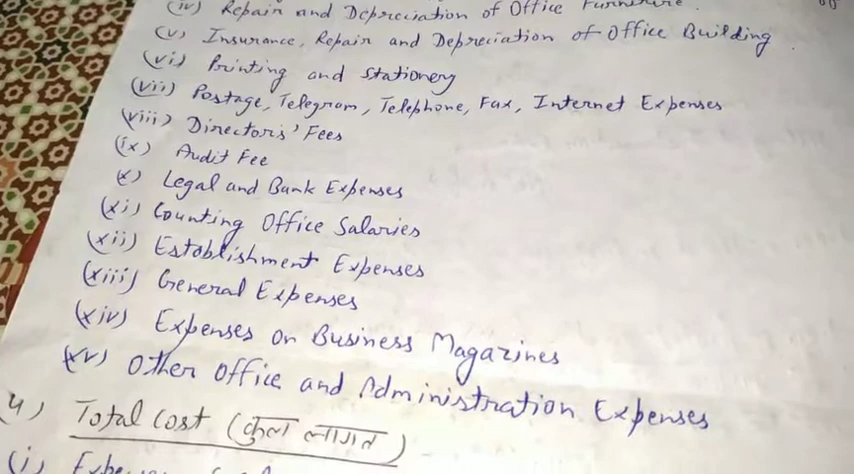 (iv) Repair and Depreciation of Office Furniture.
(v) Insurance, Repair and Depreciation of Office Building
(vi) Printing and Stationery
(vii) Postage, Telegram, Telephone, Fax, Internet Expenses
(viii) Directors' Fees
(ix) Audit Fee
(x) Legal and Bank Expenses
(xi) Counting Office Salaries
(xii) Establishment Expenses
(xiii) General Expenses
(xiv) Expenses on Business Magazines
(xv) Other Office and Administration Expenses
4) Total Cost (कुल लागत)
(i)